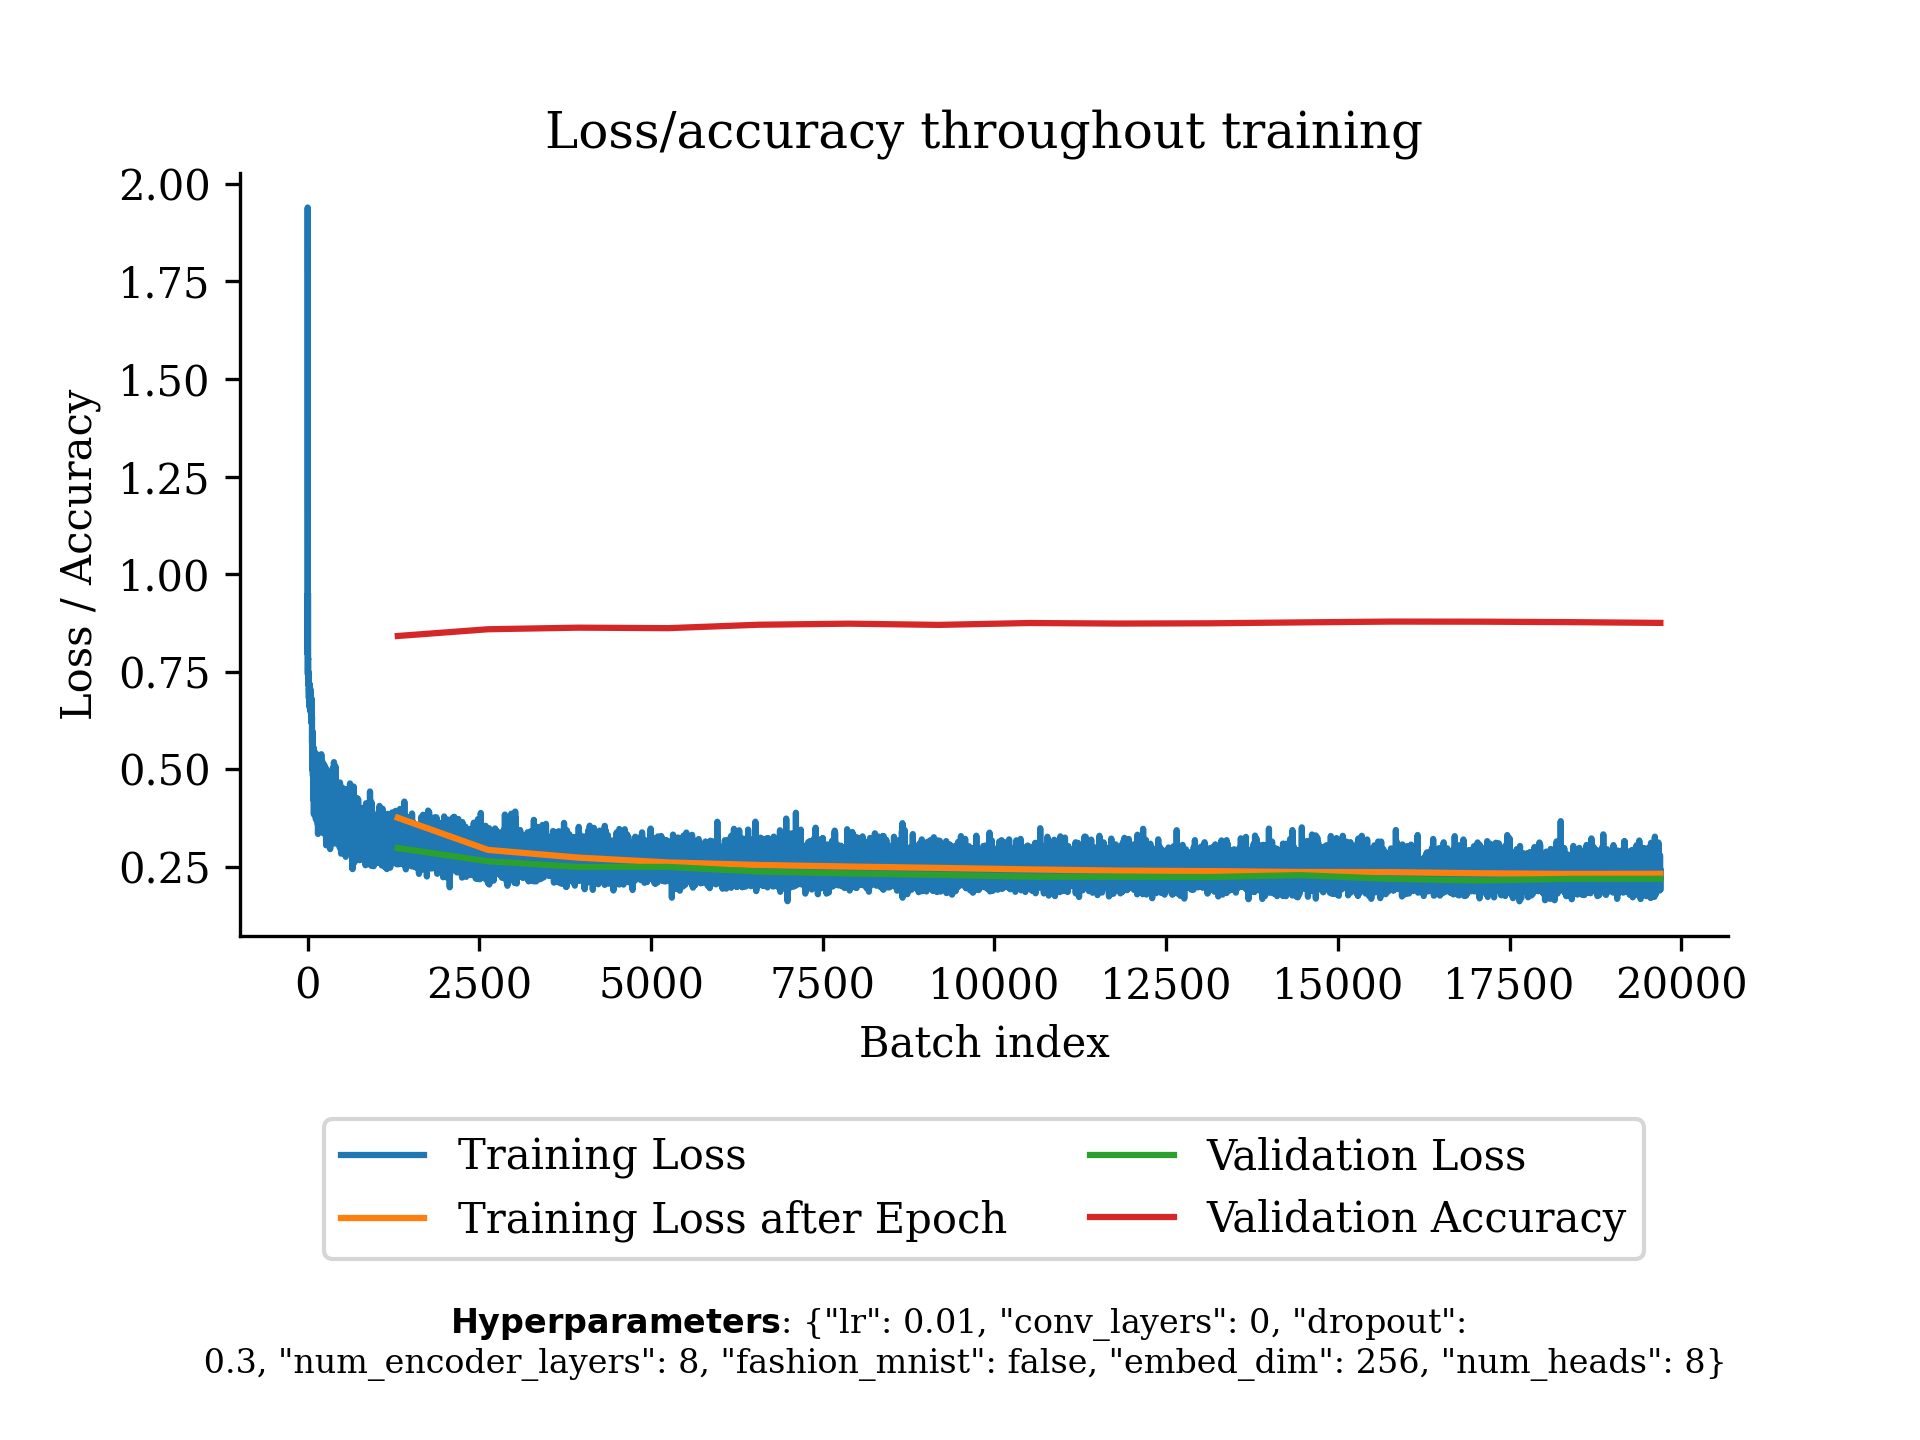 Loss/accuracy throughout training
2.00
1.75
1.50
1.25
1.00
0.75
0.50
0.25
Loss / Accuracy
0 2500 5000 7500 10000 12500 15000 17500 20000
Batch index
Training Loss
Training Loss after Epoch
Validation Loss
Validation Accuracy
Hyperparameters: {"lr": 0.01, "conv_layers": 0, "dropout":
0.3, "num_encoder_layers": 8, "fashion_mnist": false, "embed_dim": 256, "num_heads": 8}